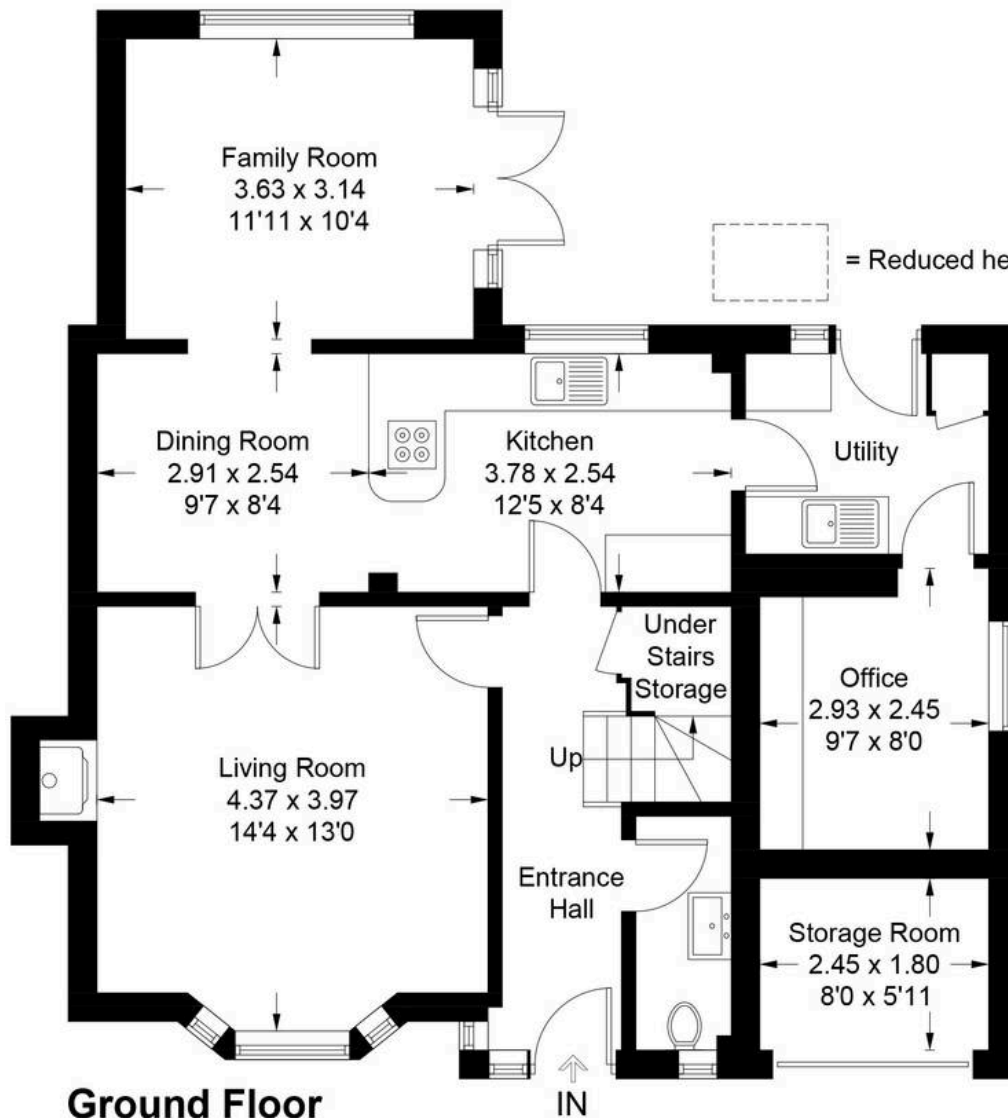 Family Room
3.63 x 3.14
11'11 x 10'4
= Reduced he
Dining Room
2.91 x 2.54
9'7 x 8'4
Kitchen
3.78 x 2.54
12'5 x 8'4
Utility
Under
Stairs
Storage
Office
2.93 x 2.45
9'7 x 8'0
Living Room
4.37 x 3.97
14'4 x 13'0
Up
Entrance
Hall
Storage Room
2.45 x 1.80
8'0 x 5'11
Ground Floor
IN